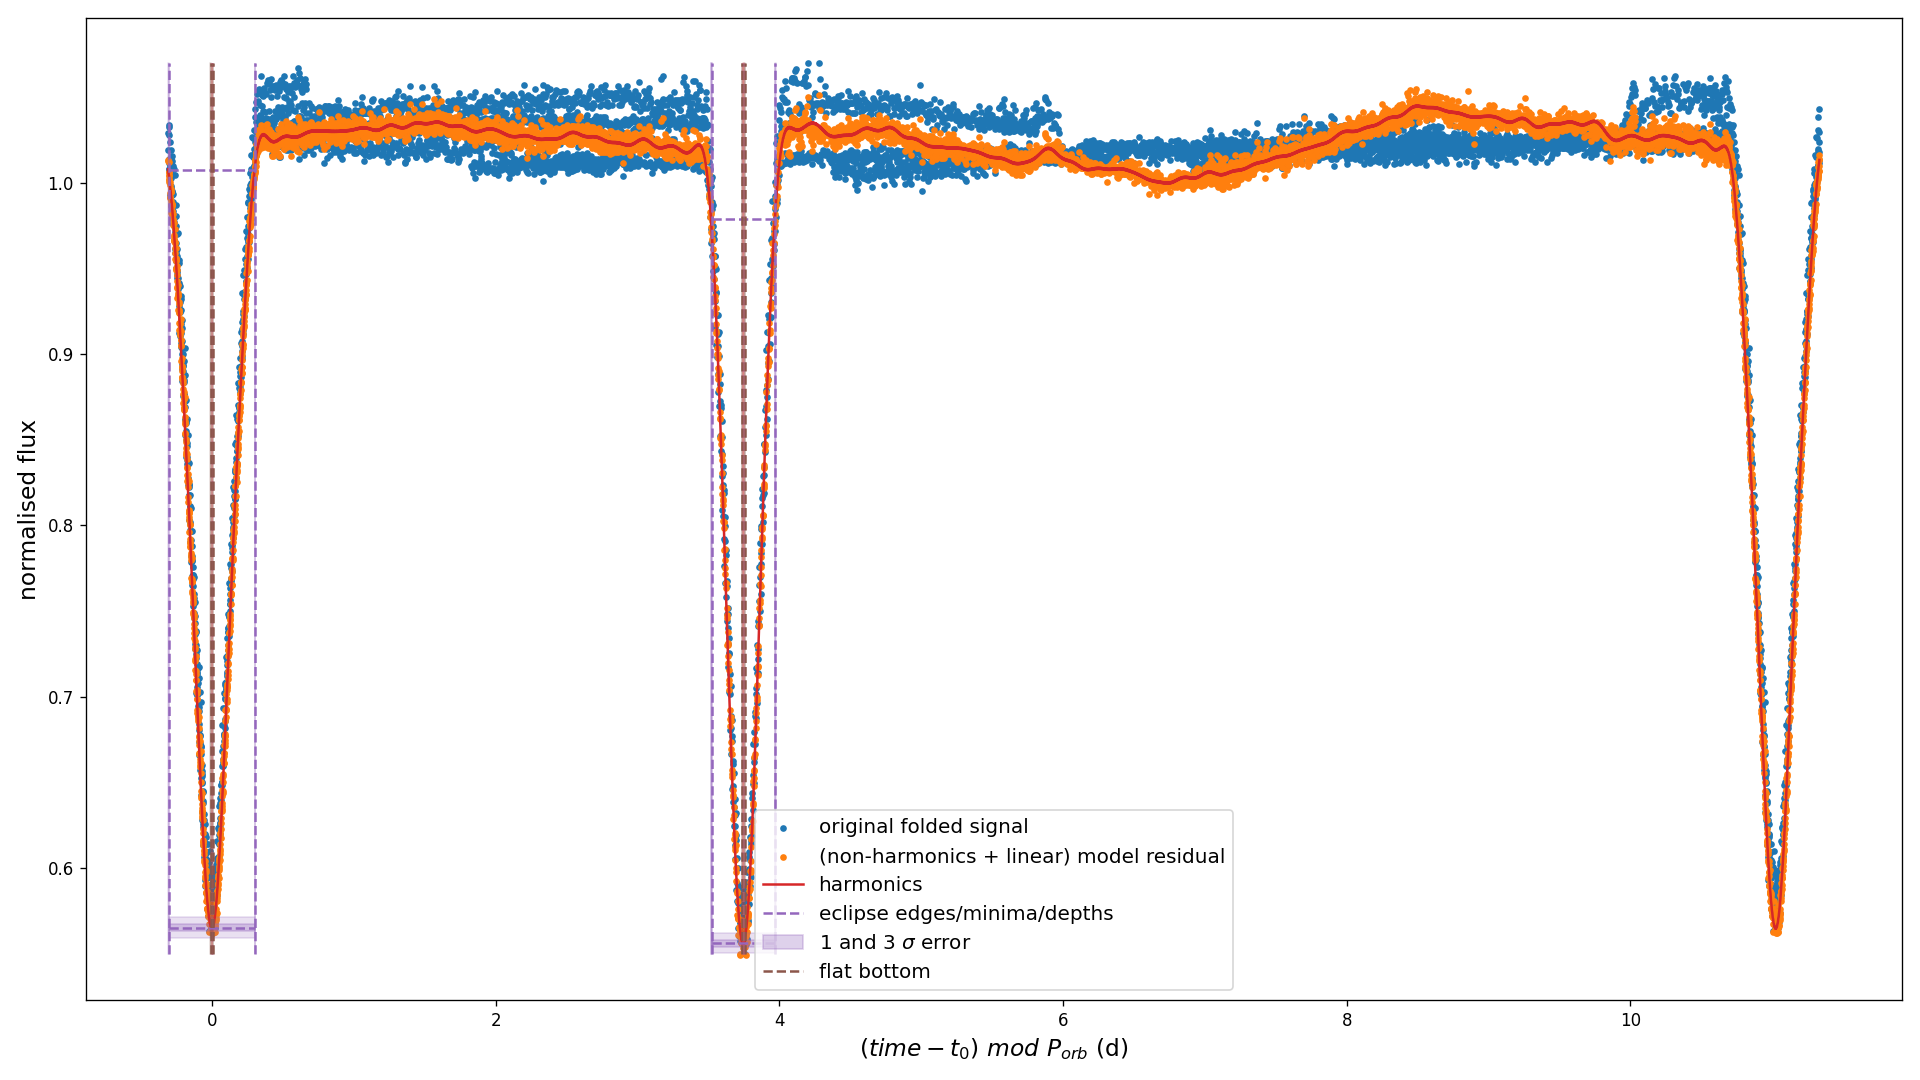 normalised flux
1.0
0.9
0.8
0.7
0.6
original folded signal
(non-harmonics + linear) model residual
harmonics
eclipse edges/minima/depths
1 and 3 σ error
flat bottom
0 2 4 6 8 10
(time − t₀) mod Pₒᵣb (d)